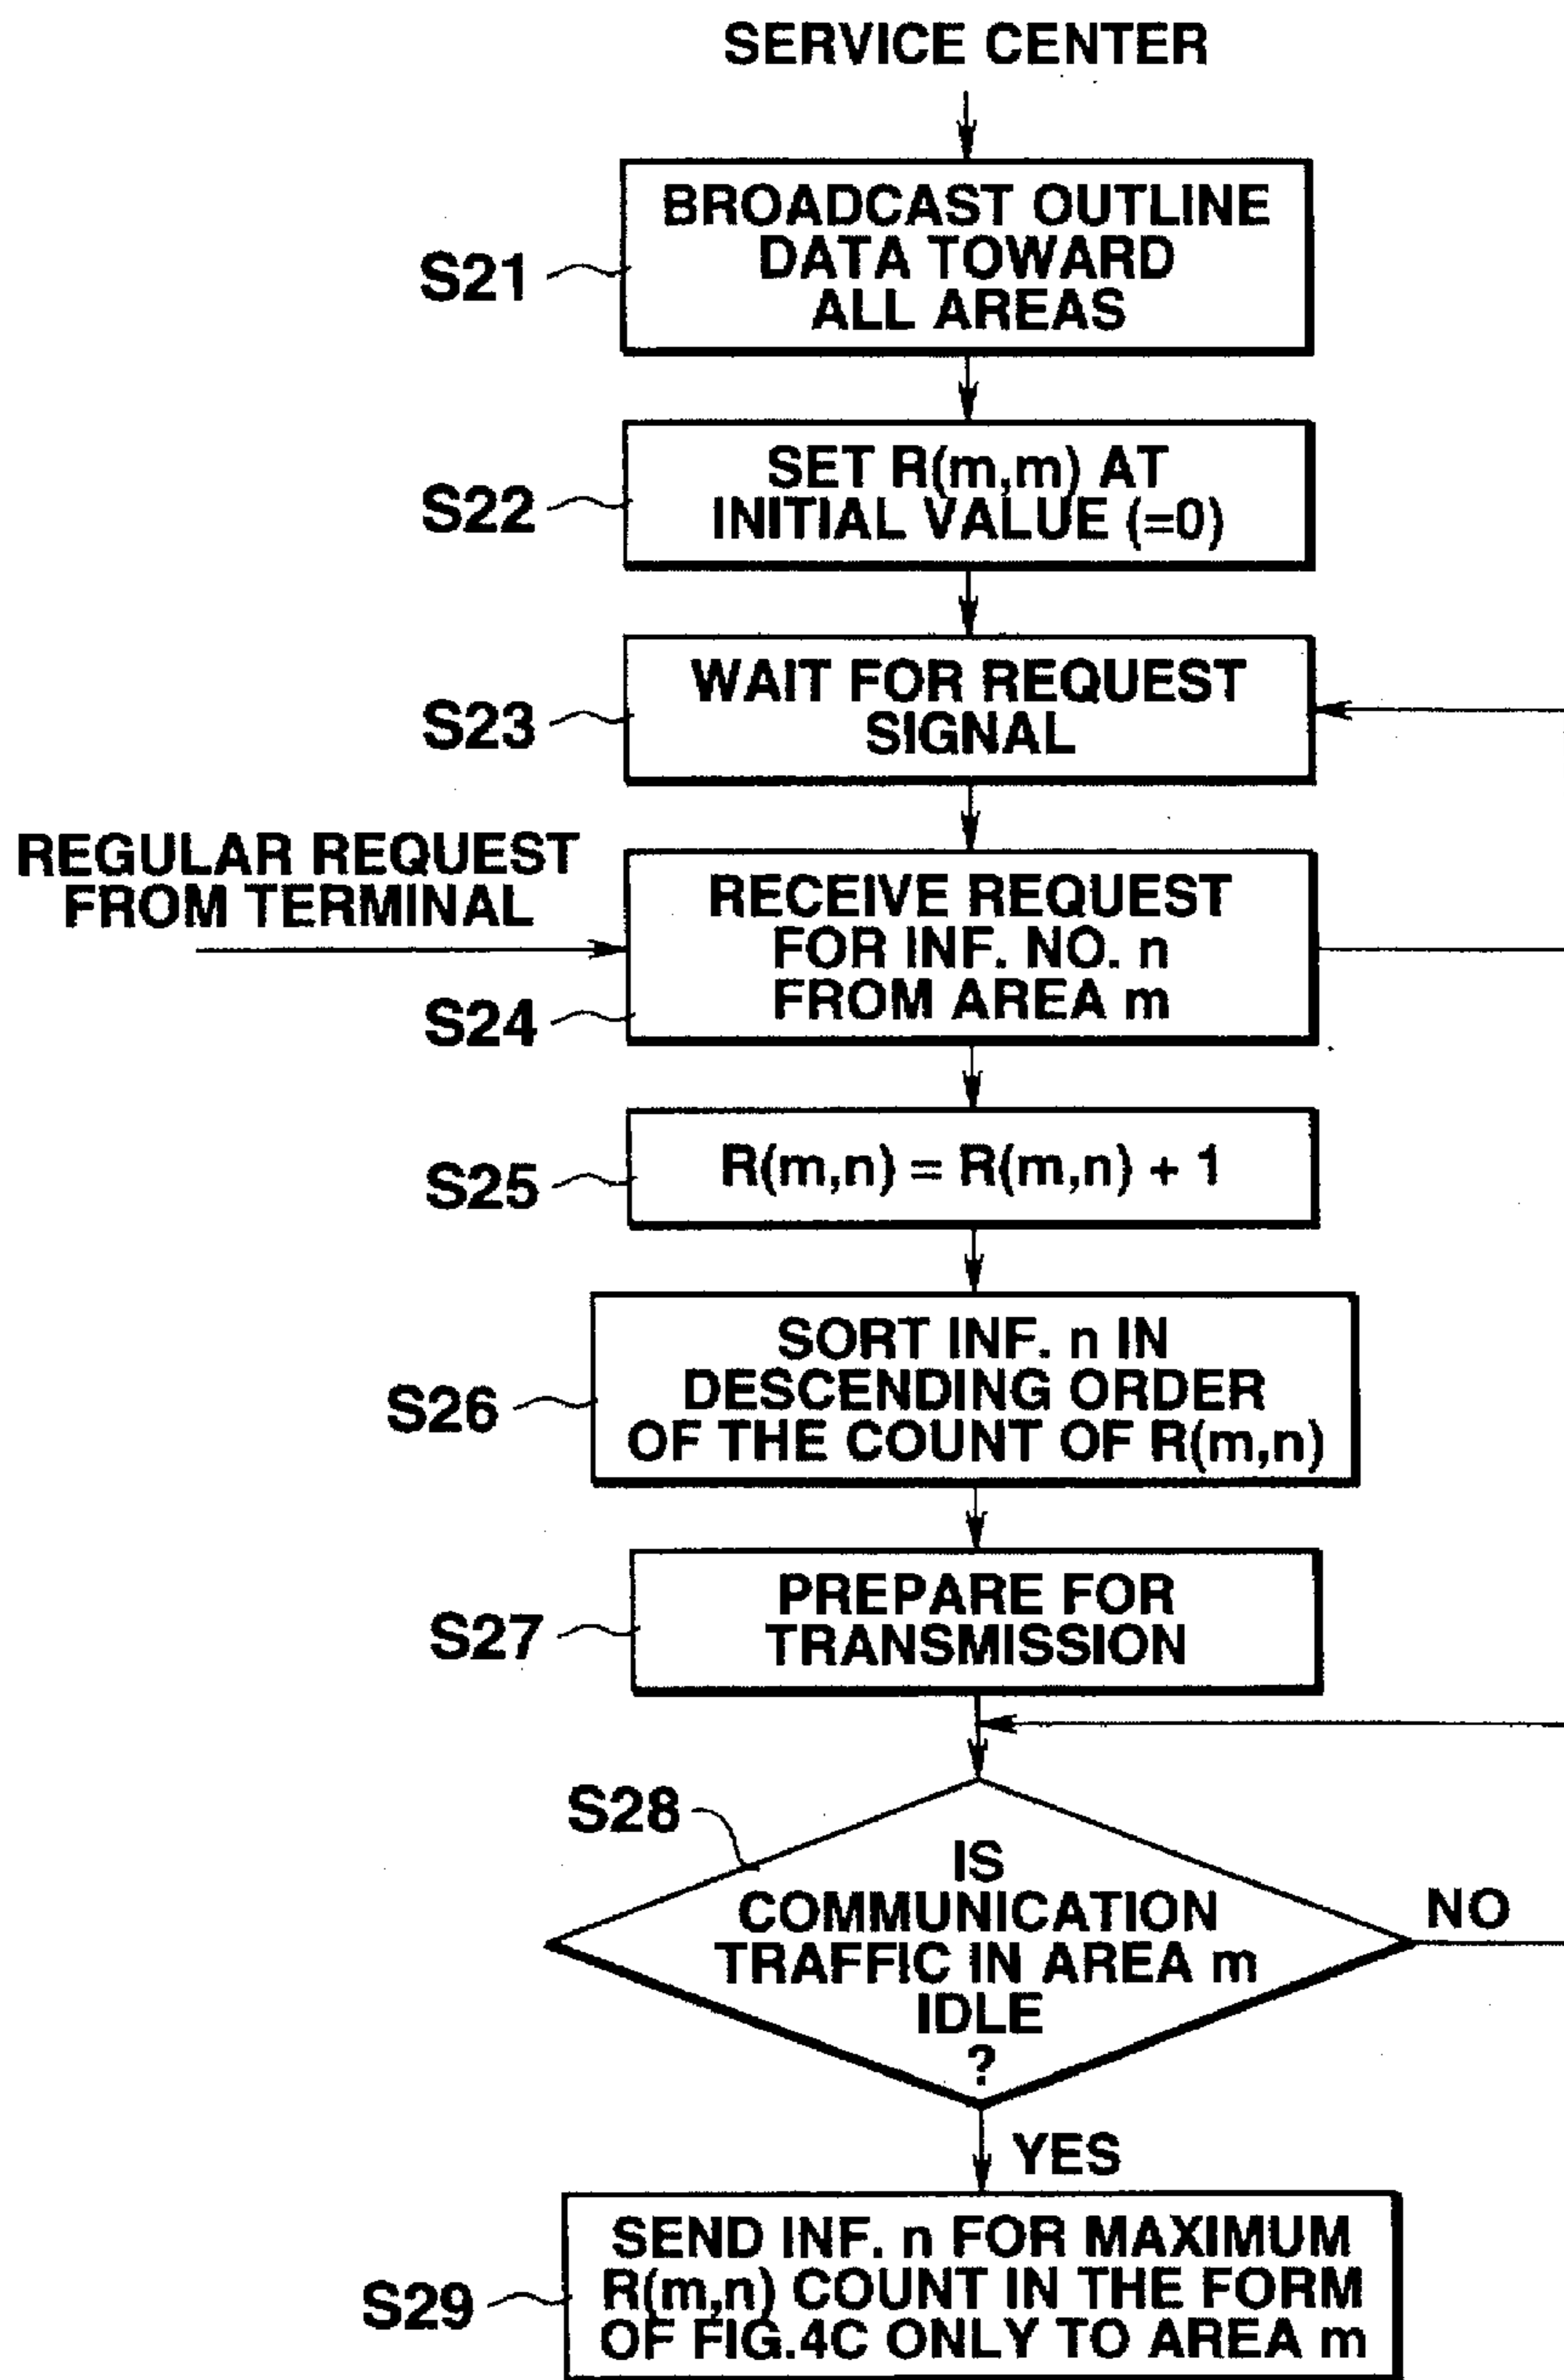 SERVICE CENTER
BROADCAST OUTLINE
DATA TOWARD
ALL AREAS
S21
SET R(m,m) AT
INITIAL VALUE (=0)
S22
WAIT FOR REQUEST
SIGNAL
S23
REGULAR REQUEST
FROM TERMINAL
RECEIVE REQUEST
FOR INF. NO. n
FROM AREA m
S24
R(m,n) = R(m,n) + 1
S25
SORT INF. n IN
DESCENDING ORDER
OF THE COUNT OF R(m,n)
S26
PREPARE FOR
TRANSMISSION
S27
S28
IS
COMMUNICATION
TRAFFIC IN AREA m
IDLE
?
NO
YES
SEND INF. n FOR MAXIMUM
R(m,n) COUNT IN THE FORM
OF FIG.4C ONLY TO AREA m
S29